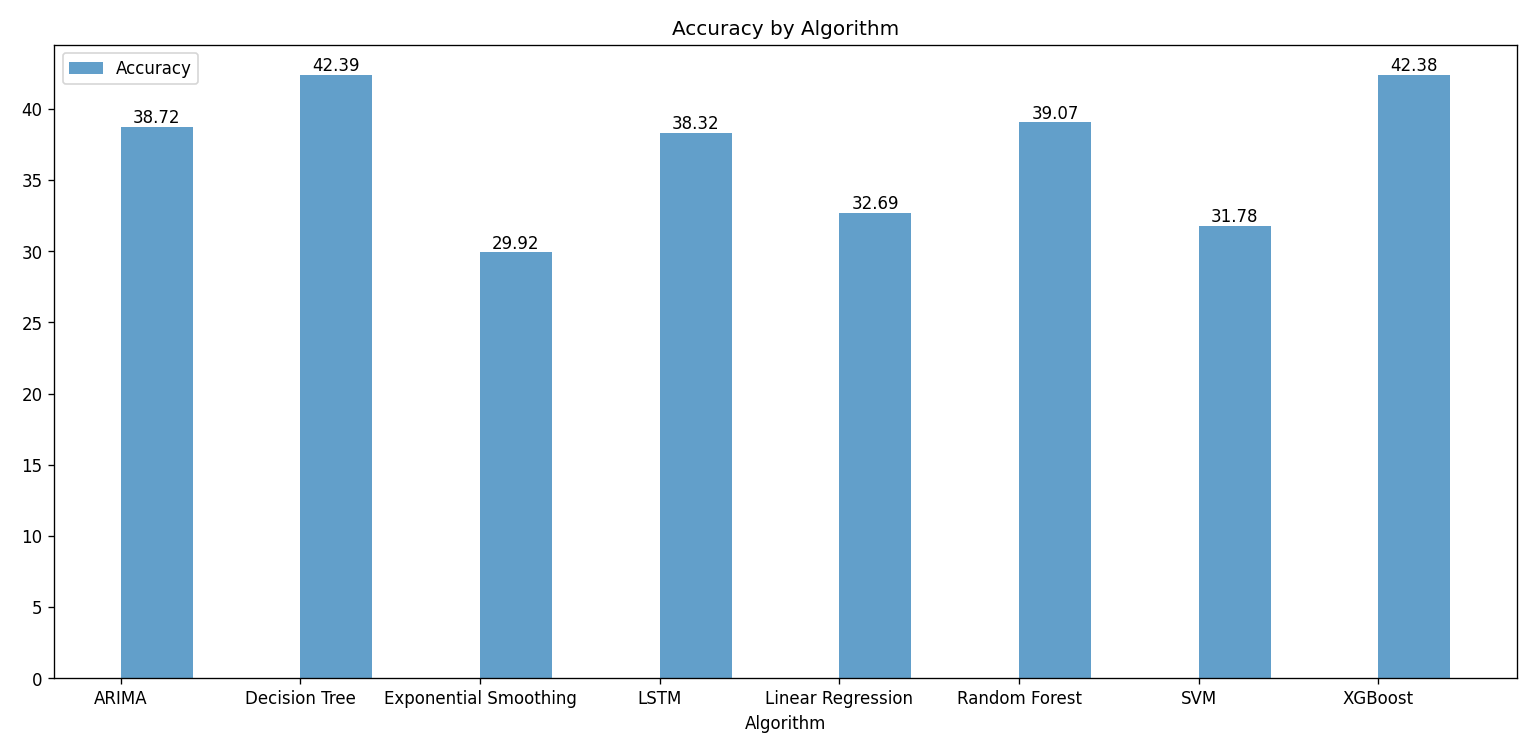 Accuracy by Algorithm
Accuracy
38.72
42.39
29.92
38.32
32.69
39.07
31.78
42.38
40
35
30
25
20
15
10
5
0
ARIMA
Decision Tree
Exponential Smoothing
LSTM
Linear Regression
Random Forest
SVM
XGBoost
Algorithm